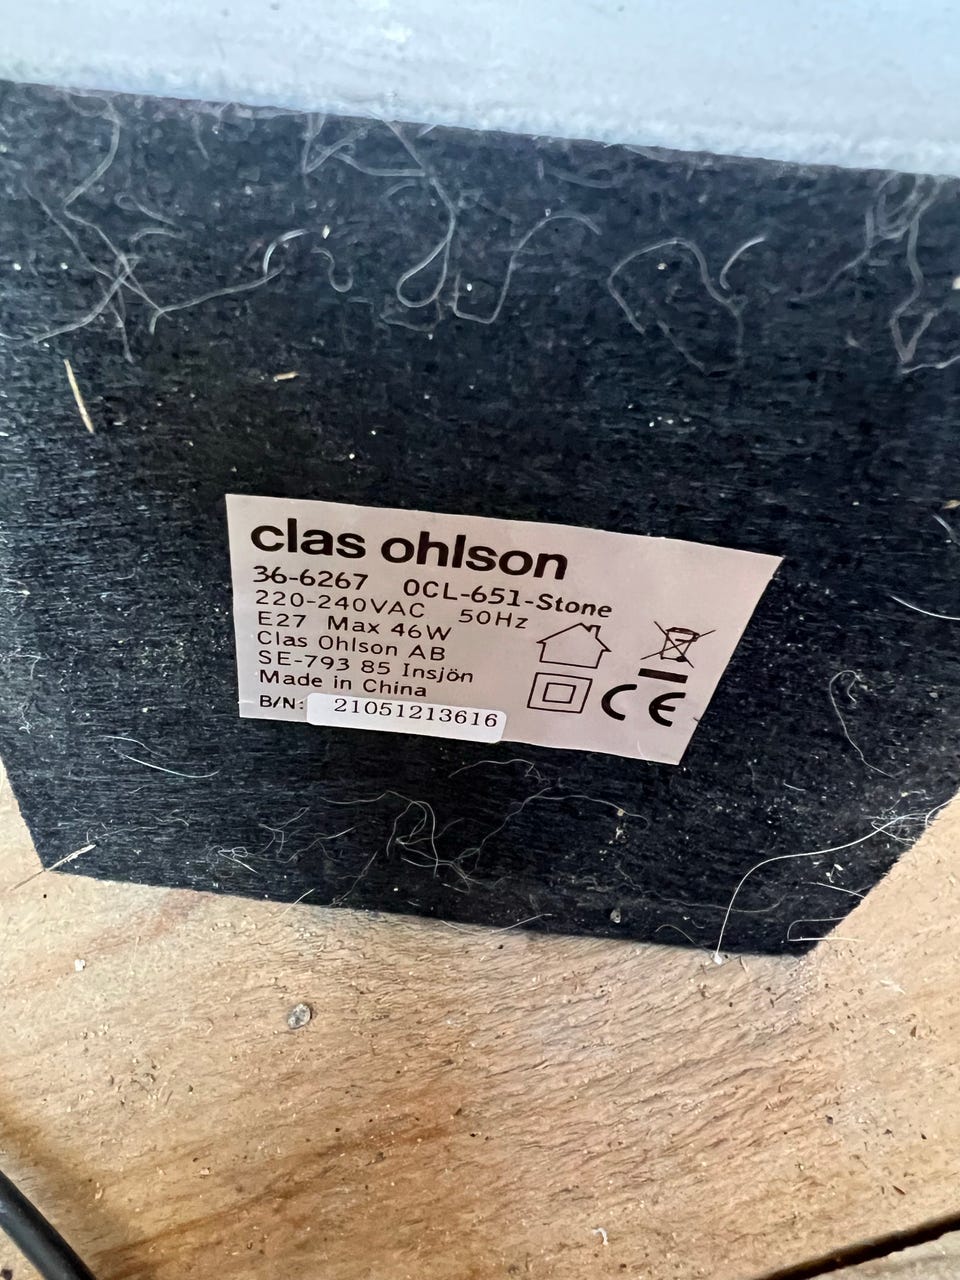 clas ohlson
36-6267 OCL-651-Stone
220-240VAC 50Hz
E27 Max 46W
Clas Ohlson AB
SE-793 85 Insjön
Made in China
B/N: 21051213616
CE